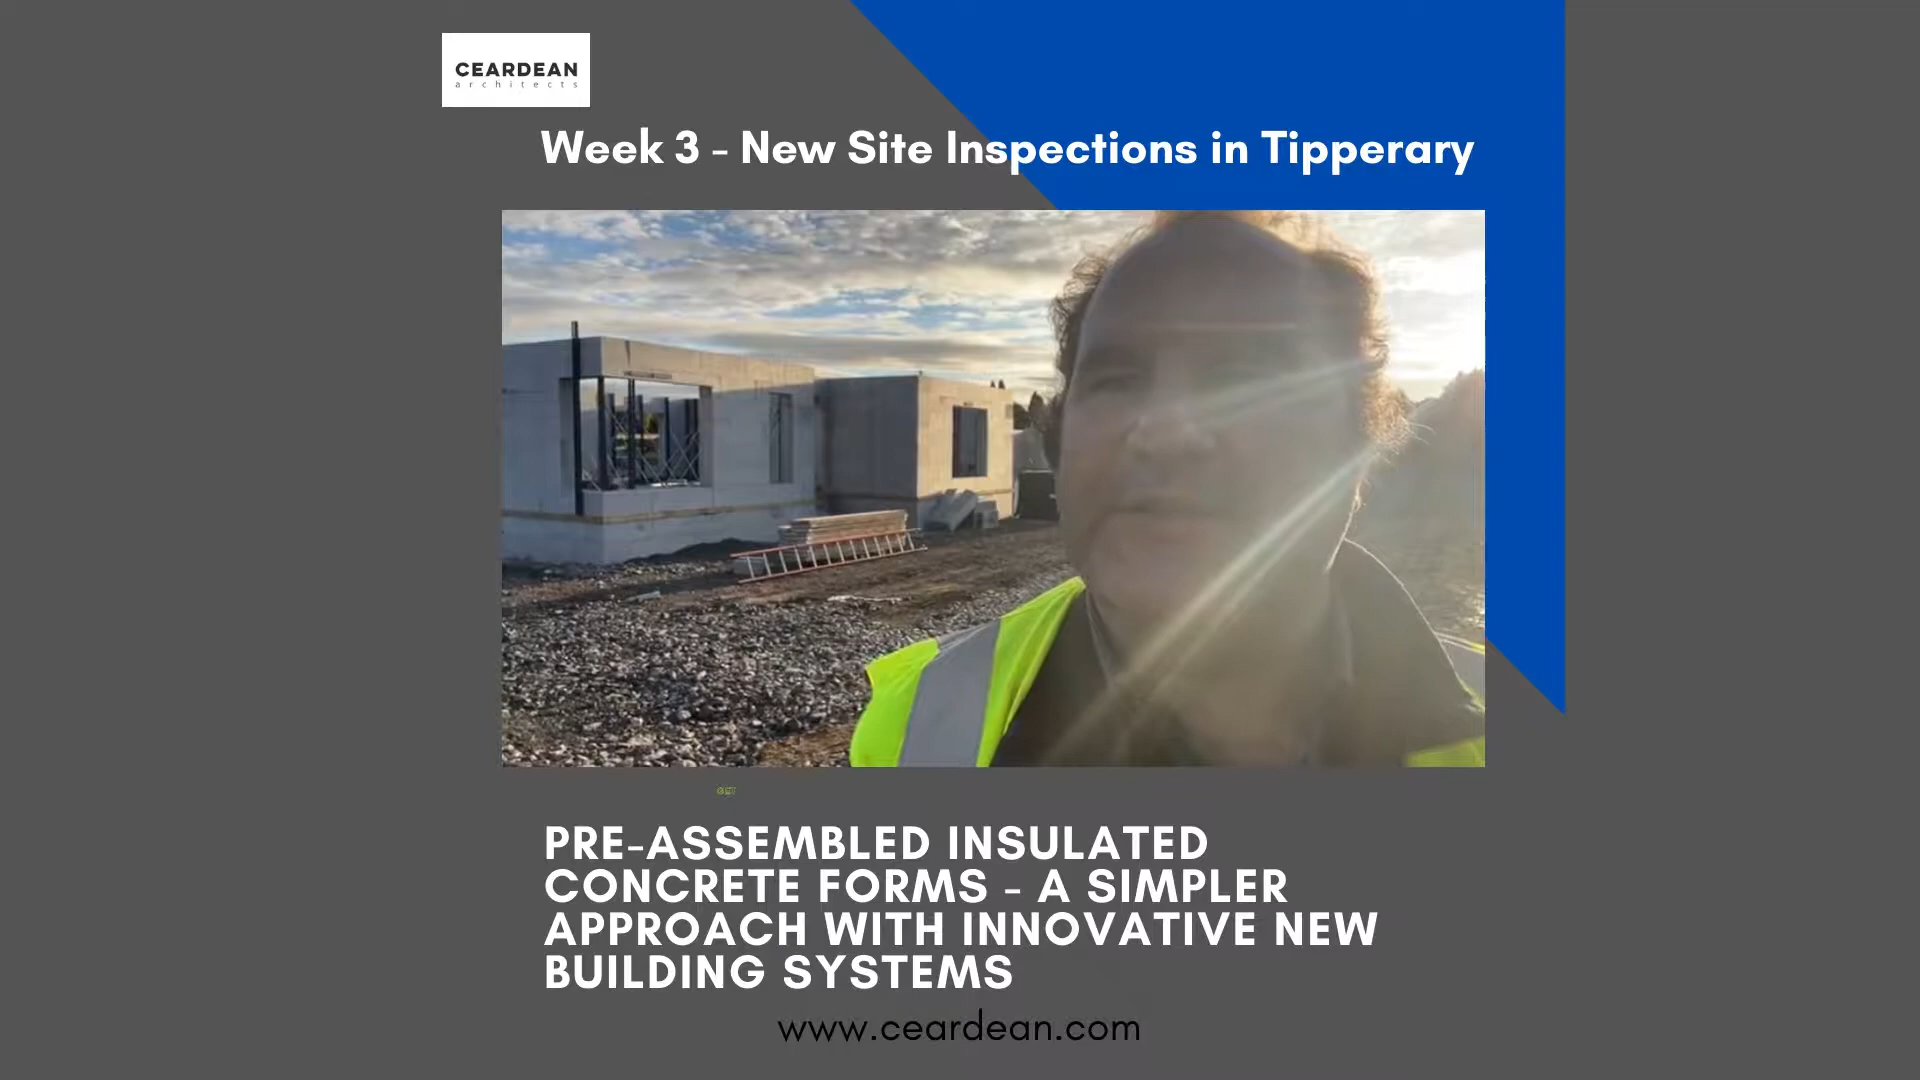 CEARDEAN
architects
Week 3 - New Site Inspections in Tipperary
PRE-ASSEMBLED INSULATED
CONCRETE FORMS - A SIMPLER
APPROACH WITH INNOVATIVE NEW
BUILDING SYSTEMS
www.ceardean.com